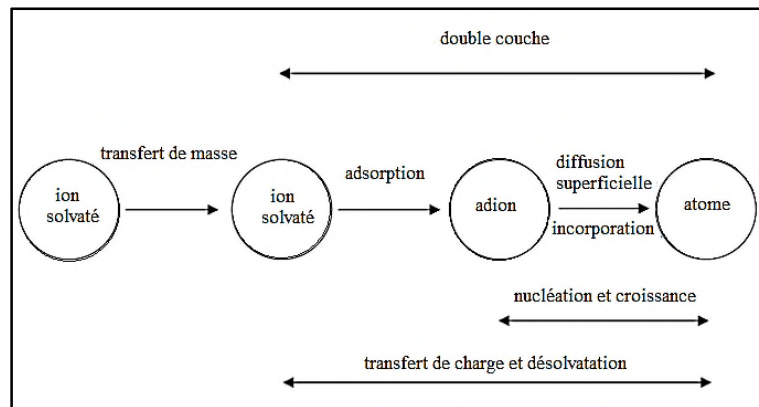 double couche
transfert de masse
ion
solvaté
ion
solvaté
adsorption
adion
diffusion
superficielle
incorporation
atome
nucléation et croissance
transfert de charge et désolvatation